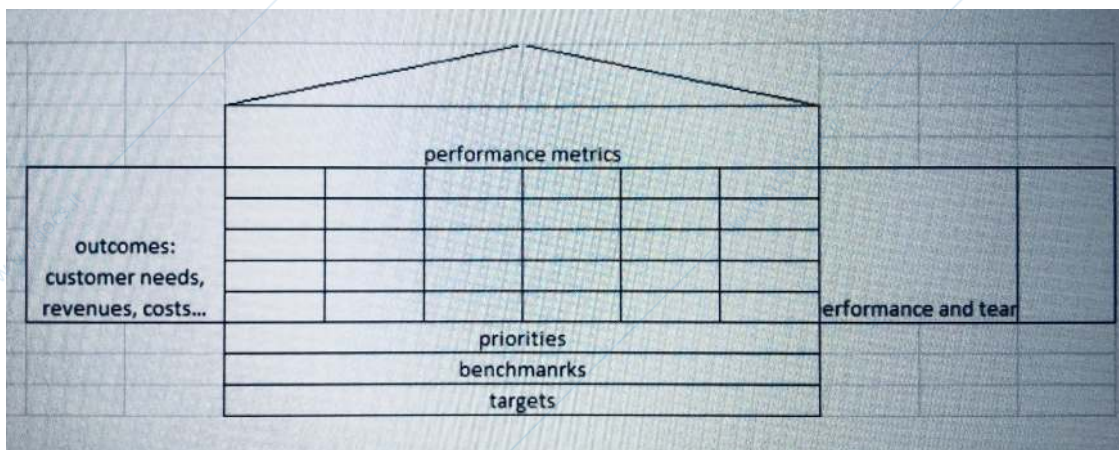 performance metrics
outcomes:
customer needs,
revenues, costs...
erformance and tear
priorities
benchmanrks
targets